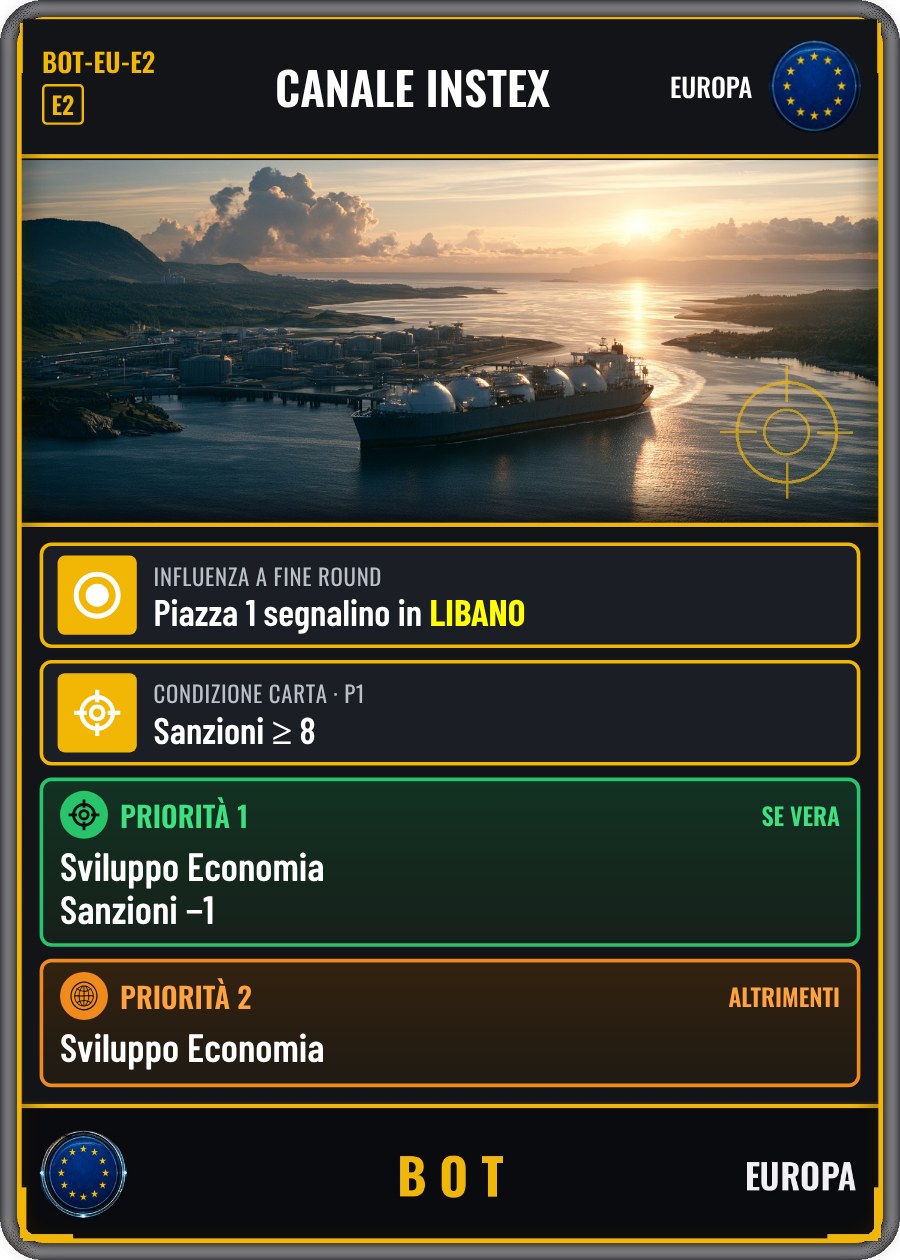 BOT-EU-E2
E2
CANALE INSTEX
EUROPA
INFLUENZA A FINE ROUND
Piazza 1 segnalino in LIBANO
CONDIZIONE CARTA · P1
Sanzioni ≥ 8
PRIORITÀ 1
SE VERA
Sviluppo Economia
Sanzioni −1
PRIORITÀ 2
ALTRIMENTI
Sviluppo Economia
BOT
EUROPA